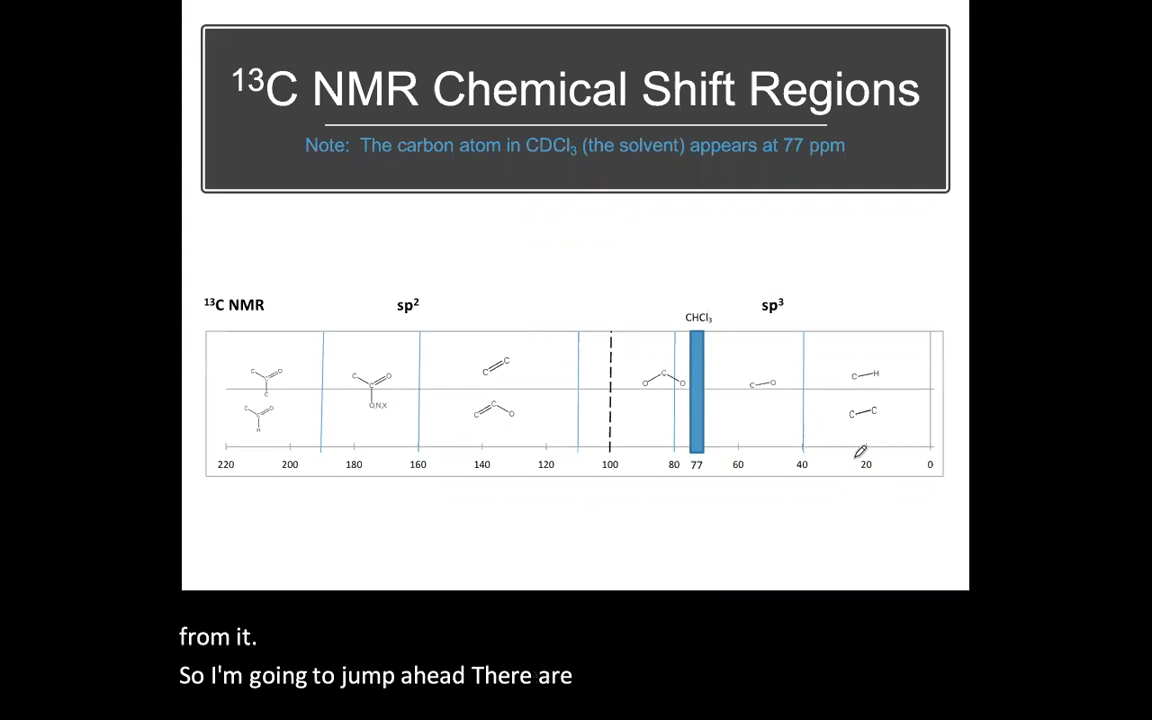 ¹³C NMR Chemical Shift Regions
Note: The carbon atom in CDCl₃ (the solvent) appears at 77 ppm
¹³C NMR sp² sp³
CHCl₃
C C O C
C O C C O C O C O C H
C
C O H C O,N,X C C O C C
220 200 180 160 140 120 100 80 77 60 40 20 0
from it.
So I'm going to jump ahead There are